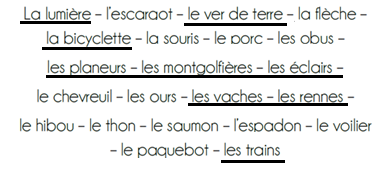 La lumière – l'escargot – le ver de terre – la flèche –
la bicyclette – la souris – le porc – les obus –
les planeurs – les montgolfières – les éclairs –
le chevreuil – les ours – les vaches – les rennes –
le hibou – le thon – le saumon – l'espadon – le voilier
– le paquebot – les trains